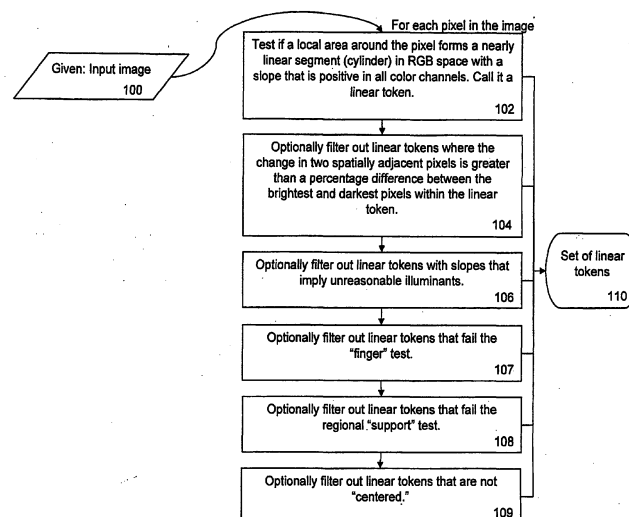 For each pixel in the image
Given: Input image
100
Test if a local area around the pixel forms a nearly
linear segment (cylinder) in RGB space with a
slope that is positive in all color channels. Call it a
linear token.
102
Optionally filter out linear tokens where the
change in two spatially adjacent pixels is greater
than a percentage difference between the
brightest and darkest pixels within the linear
token.
104
Optionally filter out linear tokens with slopes that
imply unreasonable illuminants.
106
Set of linear
tokens
110
Optionally filter out linear tokens that fail the
"finger" test.
107
Optionally filter out linear tokens that fail the
regional "support" test.
108
Optionally filter out linear tokens that are not
"centered."
109